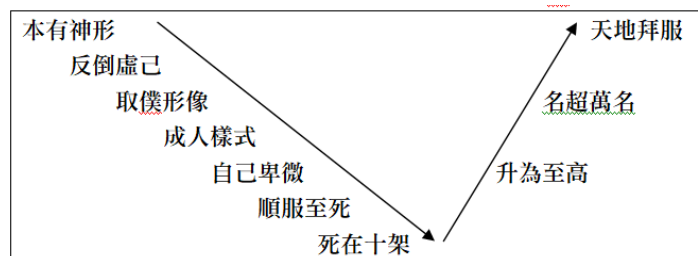 本有神形
天地拜服
反倒虛己
取僕形像
名超萬名
成人樣式
自己卑微
升為至高
順服至死
死在十架